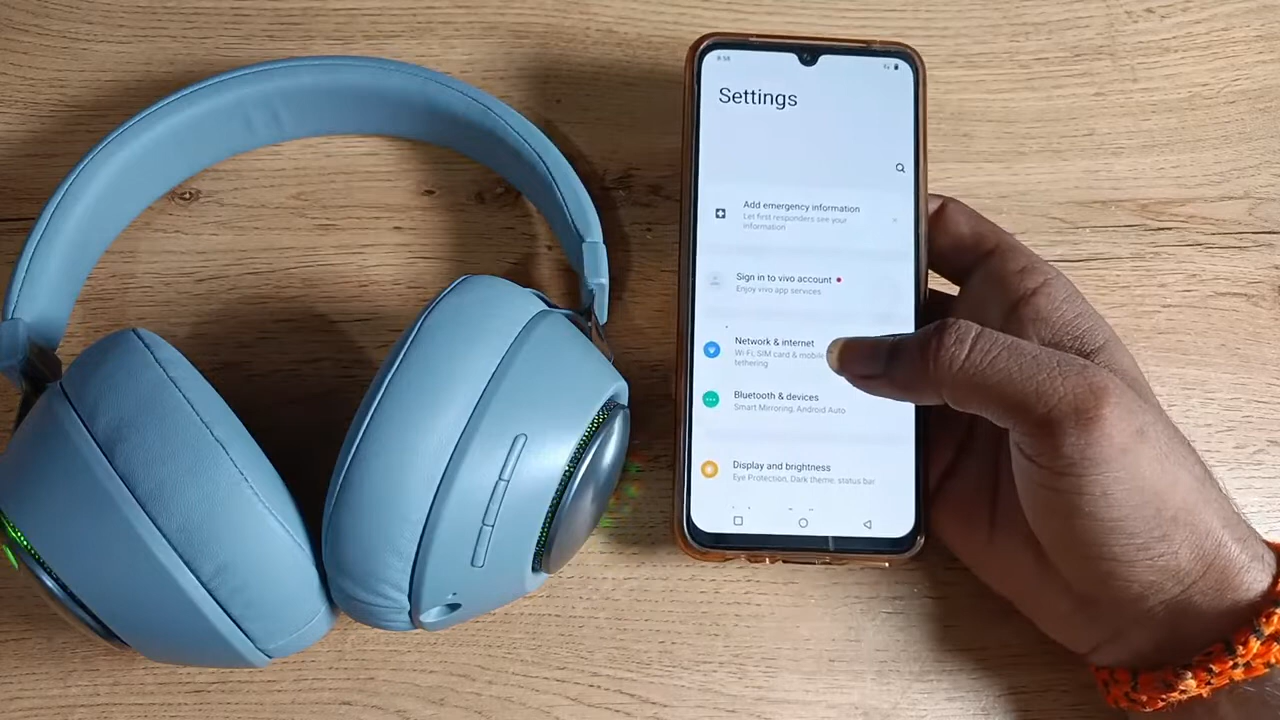 8:56
Settings
Add emergency information
Let first responders see your
information
Sign in to vivo account
Enjoy vivo app services
Network & internet
Wi-Fi, SIM card & mobile
tethering
Bluetooth & devices
Smart Mirroring, Android Auto
Display and brightness
Eye Protection, Dark theme, status bar